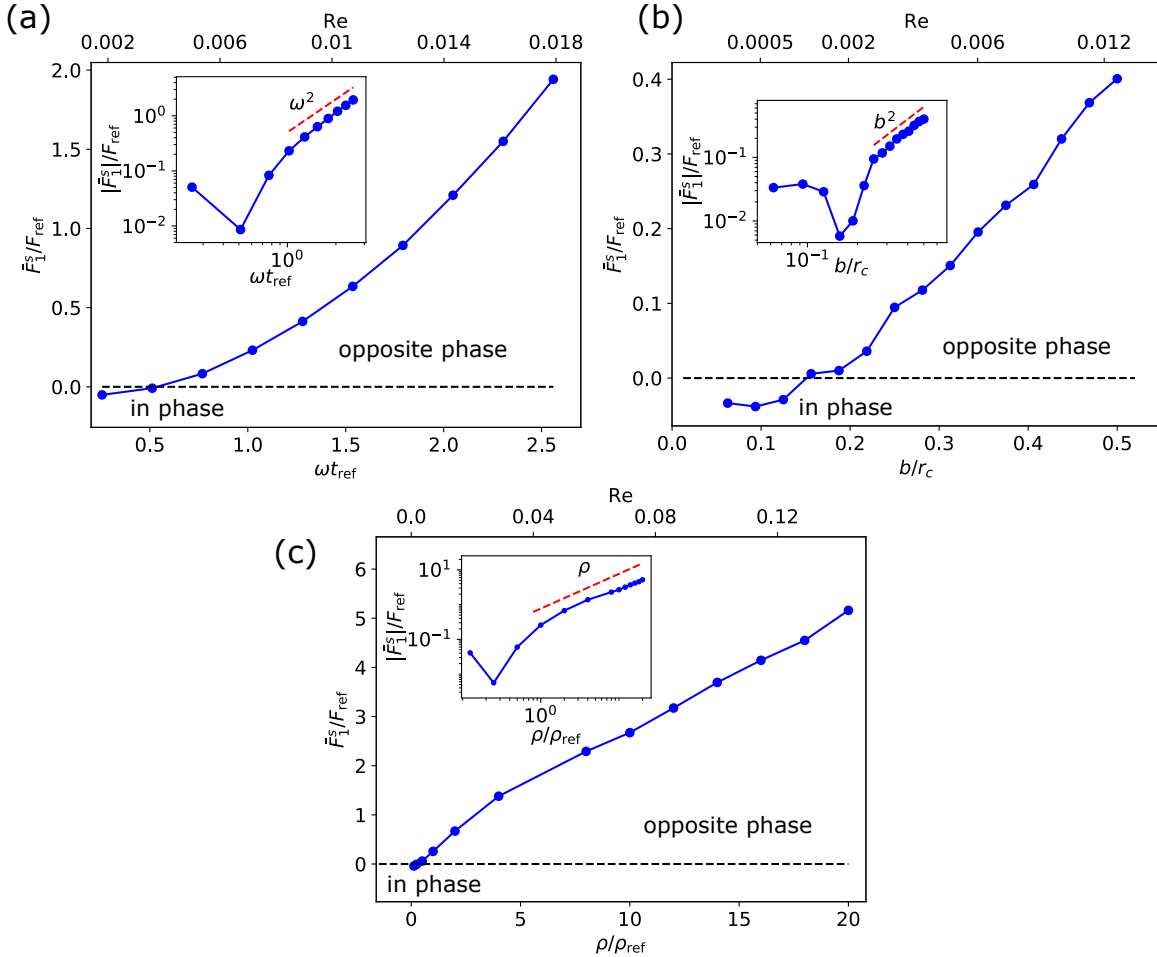 (a)
Re
0.002 0.006 0.01 0.014 0.018
2.0
1.5
1.0
0.5
0.0
F̄₁ˢ/F_ref
10⁰
10⁻¹
10⁻²
|F̄₁ˢ|/F_ref
ω²
10⁰
ωt_ref
opposite phase
in phase
0.5 1.0 1.5 2.0 2.5
ωt_ref
(b)
Re
0.0005 0.002 0.006 0.012
0.4
0.3
0.2
0.1
0.0
F̄₁ˢ/F_ref
10⁻¹
10⁻²
|F̄₁ˢ|/F_ref
b²
10⁻¹
b/r_c
opposite phase
in phase
0.0 0.1 0.2 0.3 0.4 0.5
b/r_c
(c)
Re
0.0 0.04 0.08 0.12
6
5
4
3
2
1
0
F̄₁ˢ/F_ref
10¹
10⁻¹
|F̄₁ˢ|/F_ref
ρ
10⁰
ρ/ρ_ref
opposite phase
in phase
0 5 10 15 20
ρ/ρ_ref